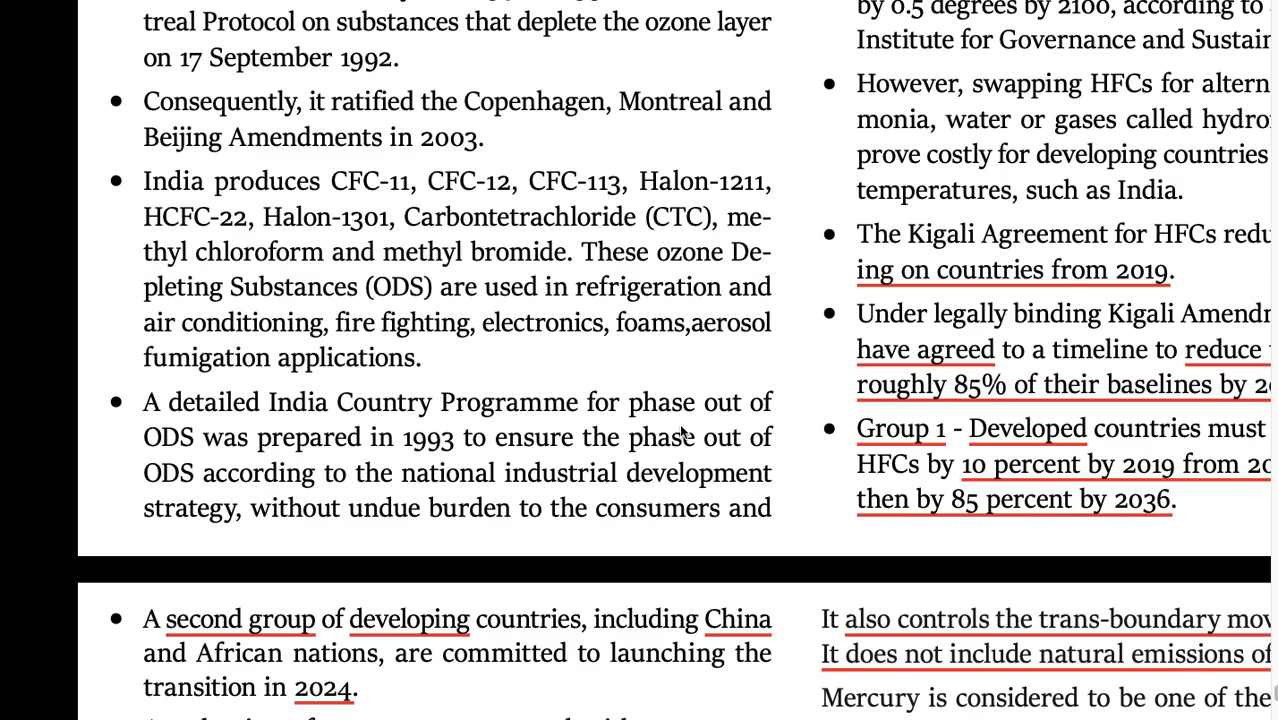 treal Protocol on substances that deplete the ozone layer
on 17 September 1992.
• Consequently, it ratified the Copenhagen, Montreal and
Beijing Amendments in 2003.
• India produces CFC-11, CFC-12, CFC-113, Halon-1211,
HCFC-22, Halon-1301, Carbontetrachloride (CTC), me-
thyl chloroform and methyl bromide. These ozone De-
pleting Substances (ODS) are used in refrigeration and
air conditioning, fire fighting, electronics, foams,aerosol
fumigation applications.
• A detailed India Country Programme for phase out of
ODS was prepared in 1993 to ensure the phase out of
ODS according to the national industrial development
strategy, without undue burden to the consumers and
by 0.5 degrees by 2100, according to
Institute for Governance and
• However, swapping HFCs for
monia, water or gases called
prove costly for developing countries
temperatures, such as India.
• The Kigali Agreement for HFCs
ing on countries from 2019.
• Under legally binding Kigali
have agreed to a timeline to reduce
roughly 85% of their baselines by
• Group 1 - Developed countries must
HFCs by 10 percent by 2019 from
then by 85 percent by 2036.
• A second group of developing countries, including China
and African nations, are committed to launching the
transition in 2024.
It also controls the trans-boundary
It does not include natural emissions of
Mercury is considered to be one of the